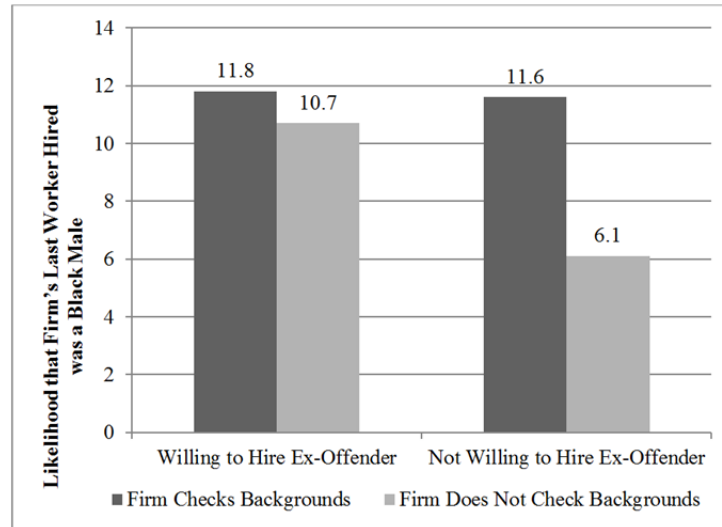 Likelihood that Firm's Last Worker Hired
was a Black Male
14
12
10
8
6
4
2
0
11.8
10.7
11.6
6.1
Willing to Hire Ex-Offender
Not Willing to Hire Ex-Offender
Firm Checks Backgrounds
Firm Does Not Check Backgrounds